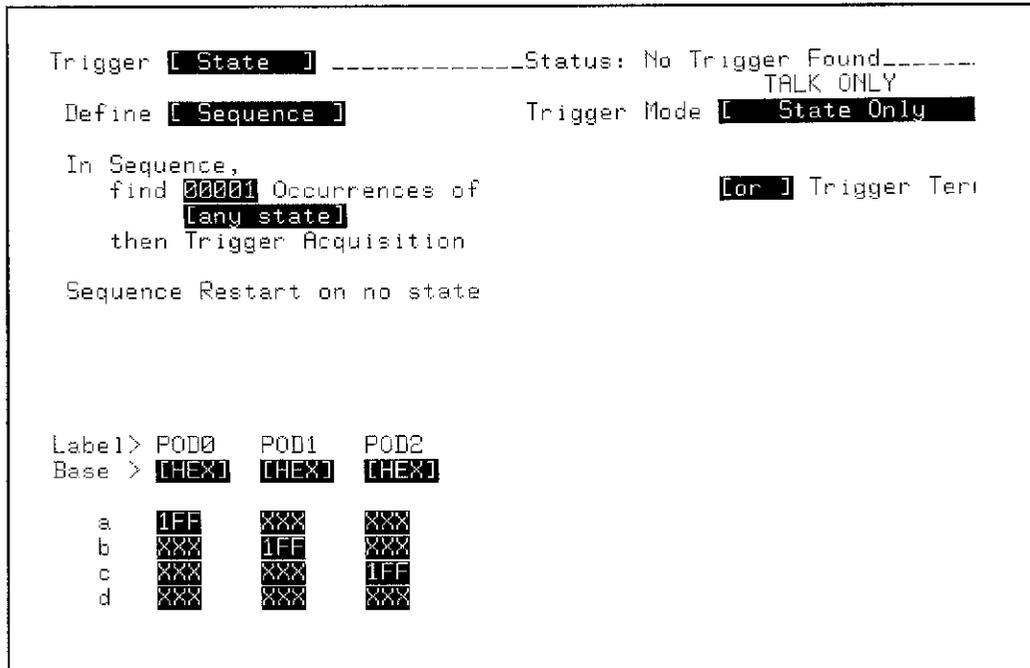 Trigger [ State ] _____________Status: No Trigger Found______
TALK ONLY
Define [ Sequence ] Trigger Mode [ State Only
In Sequence,
find 00001 Occurrences of [or ] Trigger
[any state]
then Trigger Acquisition
Sequence Restart on no state
Label> POD0 POD1 POD2
Base > [HEX] [HEX] [HEX]
a 1FF XXX XXX
b XXX 1FF XXX
c XXX XXX 1FF
d XXX XXX XXX